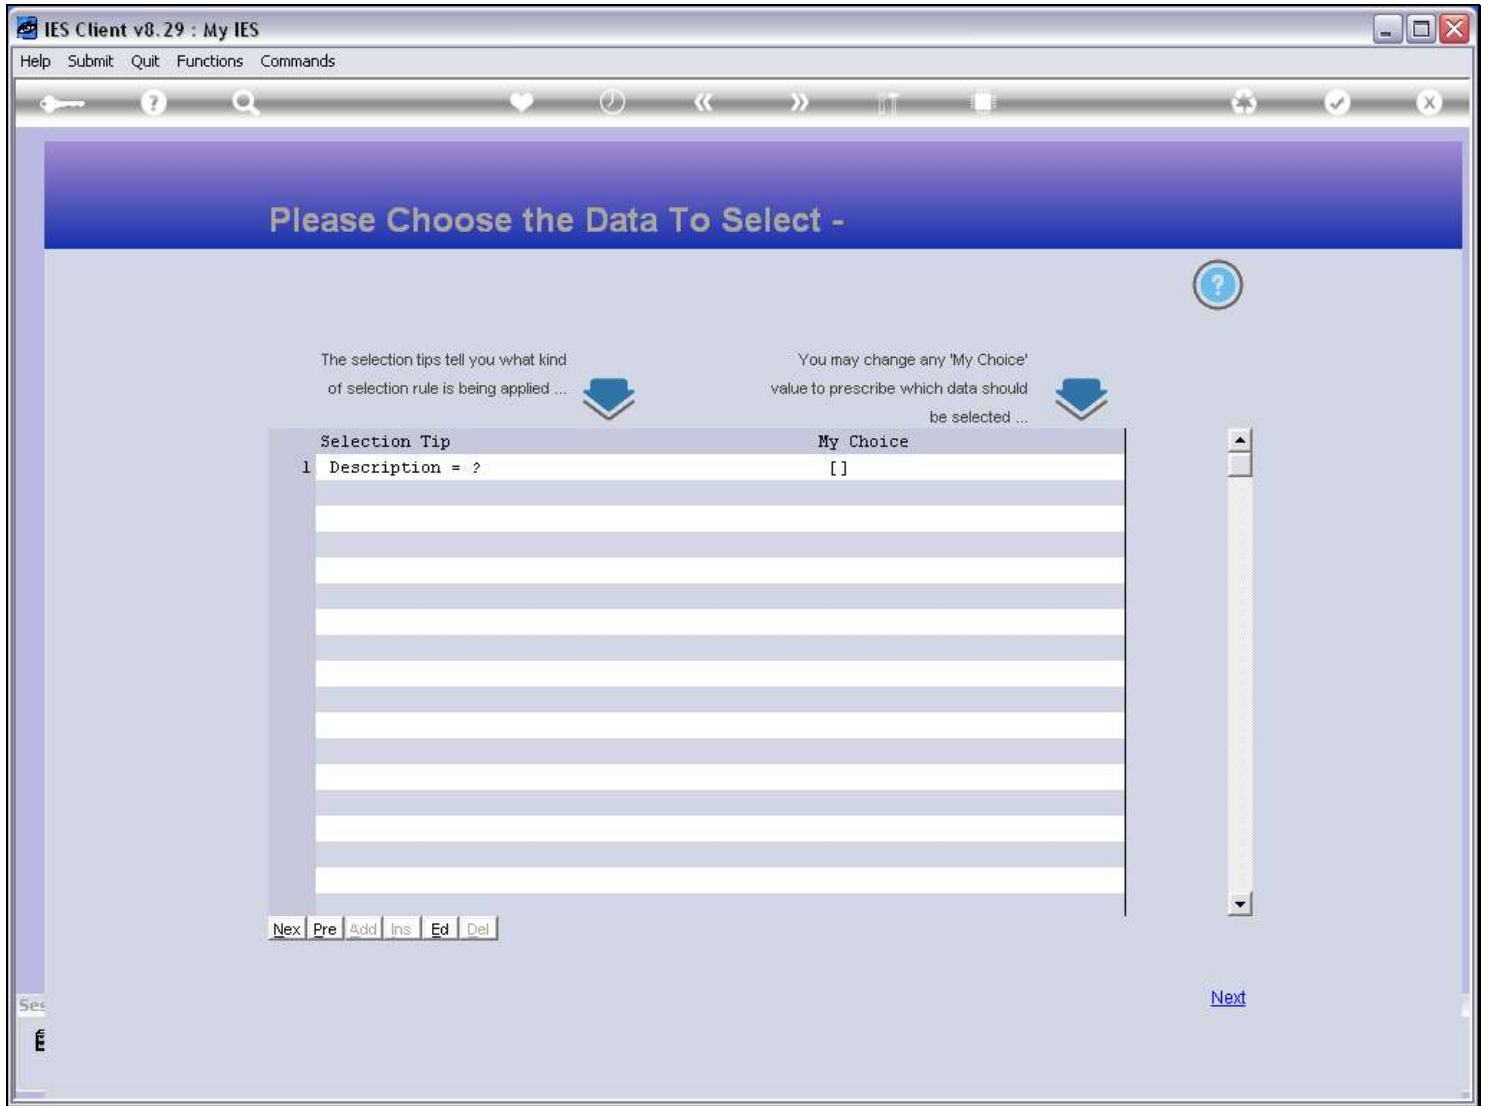 IES Client v8.29 : My IES
Help Submit Quit Functions Commands
Please Choose the Data To Select -
?
The selection tips tell you what kind
of selection rule is being applied ...
You may change any 'My Choice'
value to prescribe which data should
be selected ...
Selection Tip My Choice
1 Description = ? []
Nex Pre Add Ins Ed Del
Next
Ses